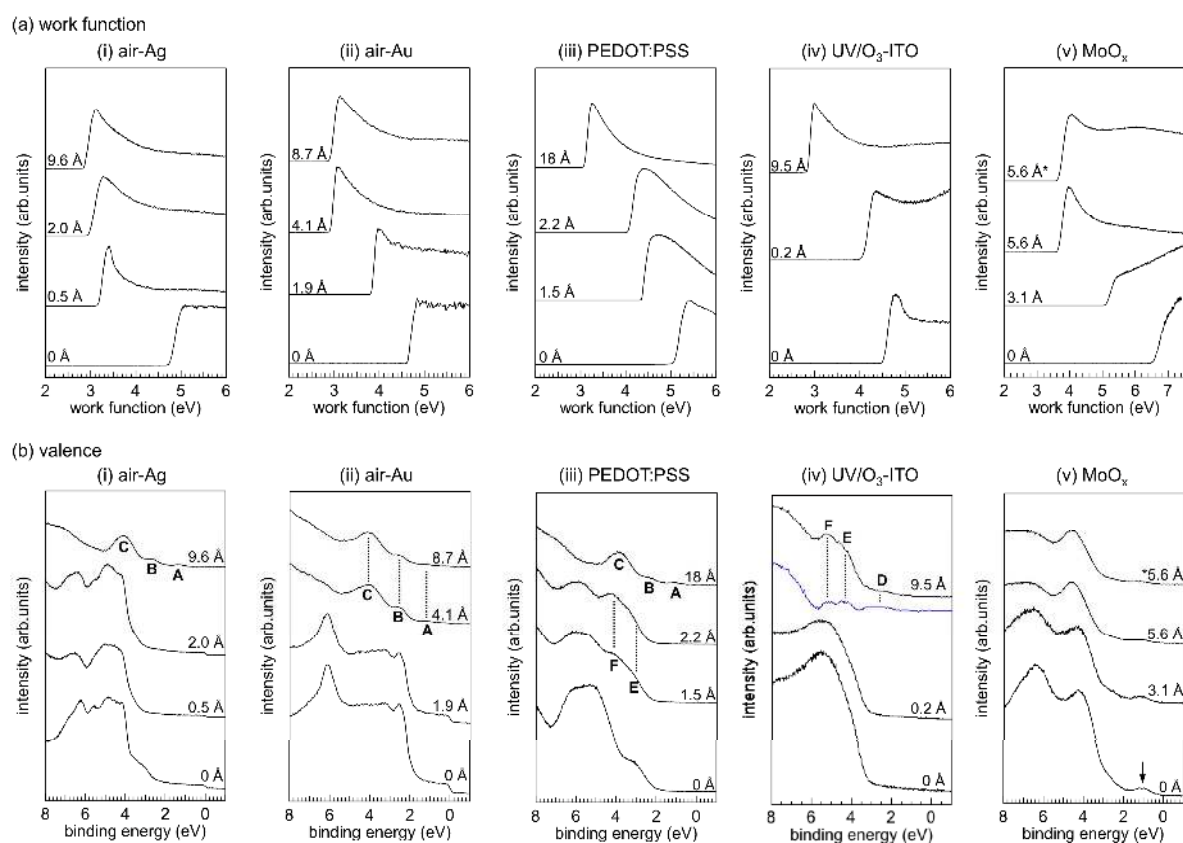 (a) work function
(i) air-Ag
(ii) air-Au
(iii) PEDOT:PSS
(iv) UV/O₃-ITO
(v) MoOₓ
intensity (arb.units)
9.6 Å
2.0 Å
0.5 Å
0 Å
2 3 4 5 6
work function (eV)
intensity (arb.units)
8.7 Å
4.1 Å
1.9 Å
0 Å
2 3 4 5 6
work function (eV)
intensity (arb.units)
18 Å
2.2 Å
1.5 Å
0 Å
2 3 4 5 6
work function (eV)
intensity (arb.units)
9.5 Å
0.2 Å
0 Å
2 3 4 5 6
work function (eV)
intensity (arb.units)
5.6 Å*
5.6 Å
3.1 Å
0 Å
2 3 4 5 6 7
work function (eV)
(b) valence
(i) air-Ag
(ii) air-Au
(iii) PEDOT:PSS
(iv) UV/O₃-ITO
(v) MoOₓ
intensity (arb.units)
C
B
A
9.6 Å
2.0 Å
0.5 Å
0 Å
8 6 4 2 0
binding energy (eV)
intensity (arb.units)
8.7 Å
C
B
A
4.1 Å
1.9 Å
0 Å
8 6 4 2 0
binding energy (eV)
intensity (arb.units)
C
B
A
18 Å
2.2 Å
F
E
1.5 Å
0 Å
8 6 4 2 0
binding energy (eV)
intensity (arb.units)
F
E
D
9.5 Å
0.2 Å
0 Å
8 6 4 2 0
binding energy (eV)
intensity (arb.units)
*5.6 Å
5.6 Å
3.1 Å
0 Å
8 6 4 2 0
binding energy (eV)